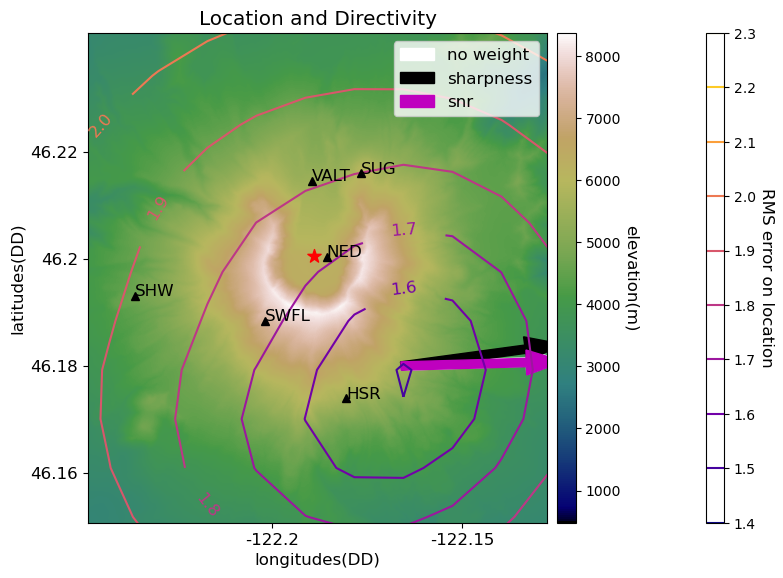 Location and Directivity
no weight
sharpness
snr
2.0
1.9
1.7
1.6
1.8
VALT
SUG
NED
SHW
SWFL
HSR
46.22
46.2
46.18
46.16
latitudes(DD)
-122.2
-122.15
longitudes(DD)
8000
7000
6000
5000
4000
3000
2000
1000
elevation(m)
2.3
2.2
2.1
2.0
1.9
1.8
1.7
1.6
1.5
1.4
RMS error on location